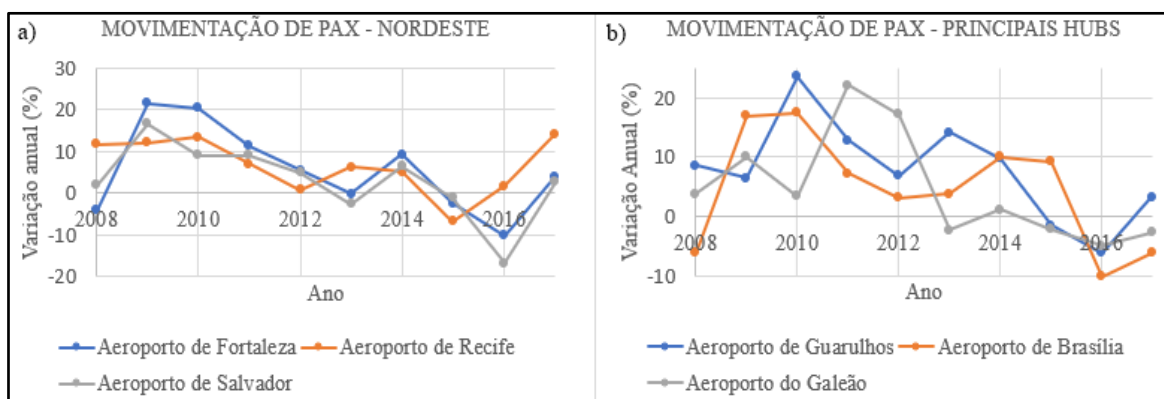 a) MOVIMENTAÇÃO DE PAX - NORDESTE
Variação anual (%)
30
20
10
0
-10
-20
2008
2010
2012
2014
2016
Ano
Aeroporto de Fortaleza
Aeroporto de Recife
Aeroporto de Salvador
b) MOVIMENTAÇÃO DE PAX - PRINCIPAIS HUBS
Variação Anual (%)
20
10
0
-10
2008
2010
2012
2014
2016
Ano
Aeroporto de Guarulhos
Aeroporto de Brasília
Aeroporto do Galeão